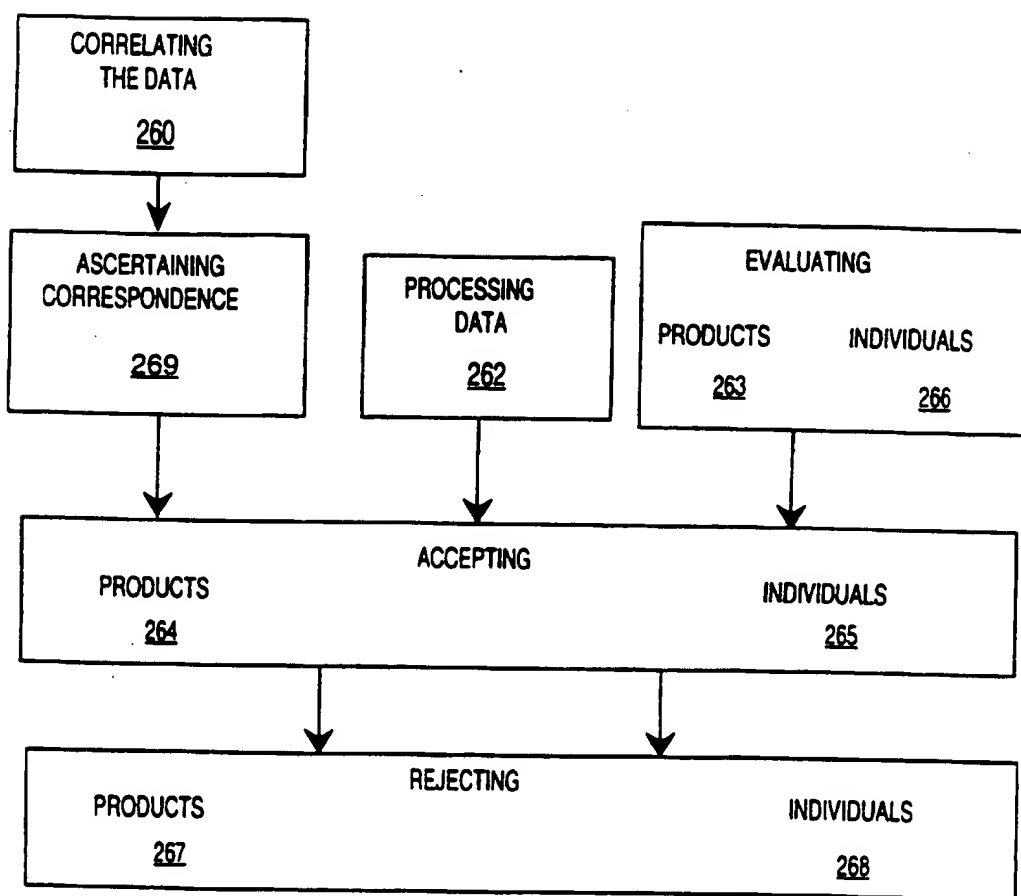 CORRELATING
THE DATA
260
ASCERTAINING
CORRESPONDENCE
269
PROCESSING
DATA
262
EVALUATING
PRODUCTS INDIVIDUALS
263 266
ACCEPTING
PRODUCTS INDIVIDUALS
264 265
REJECTING
PRODUCTS INDIVIDUALS
267 268